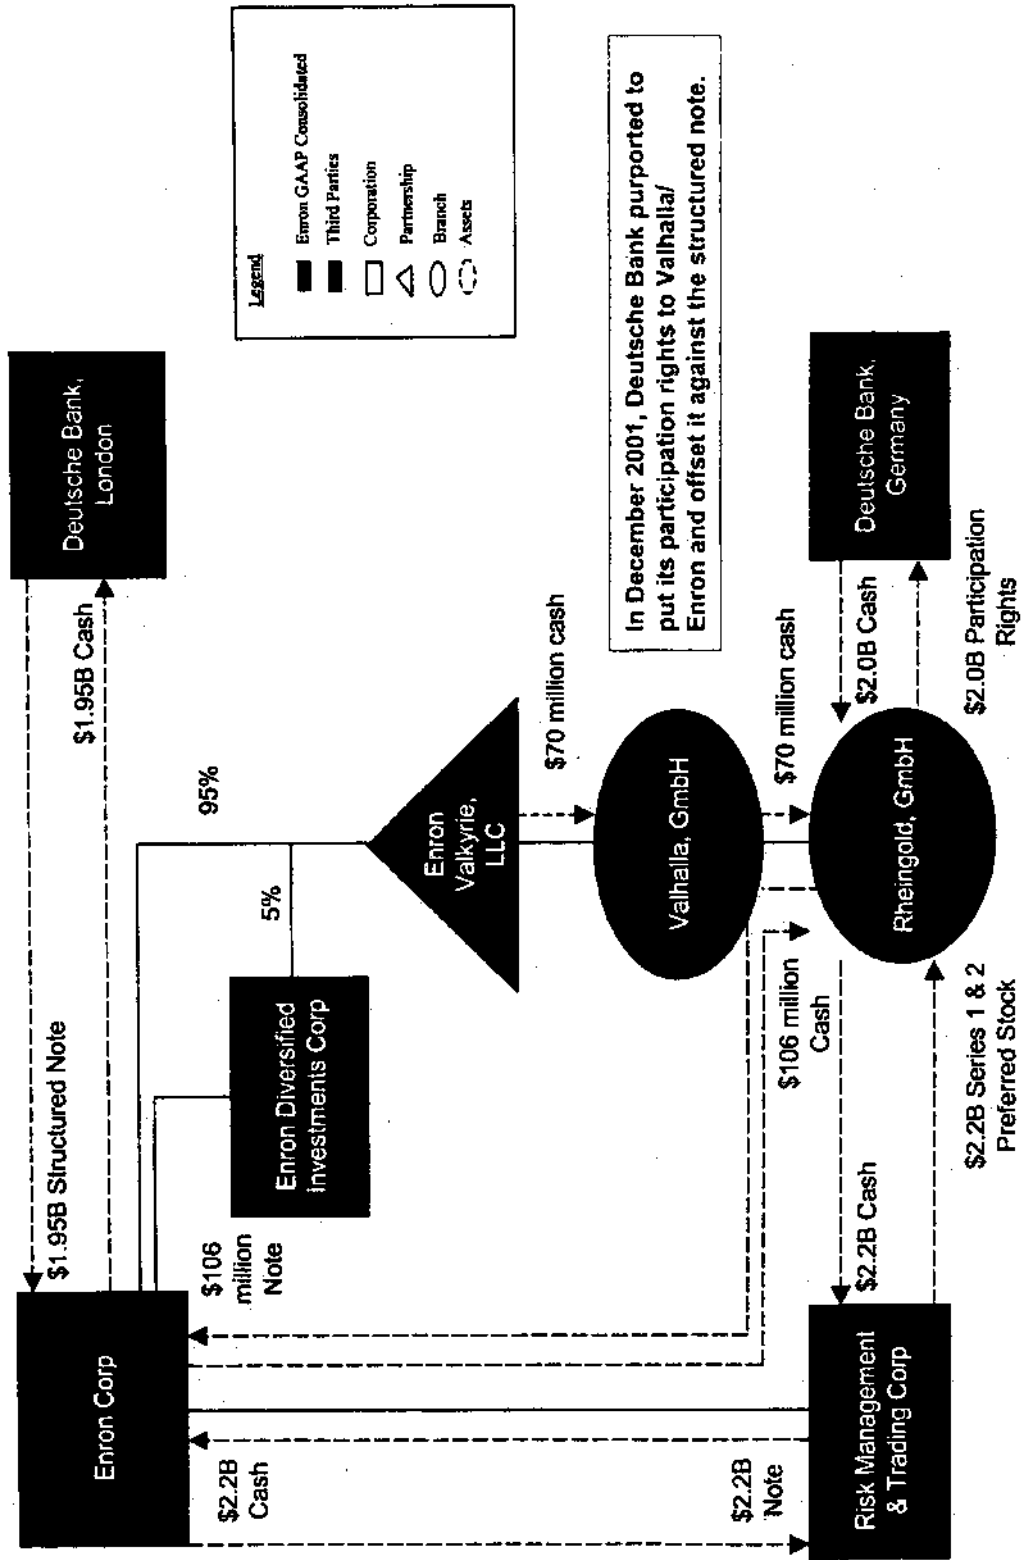 Enron Corp
$1.95B Structured Note
$1.95B Cash
Deutsche Bank,
London
95%
5%
Enron Diversified
Investments Corp
$106
million
Note
Enron
Valkyrie,
LLC
$70 million cash
Valhalla, GmbH
$70 million cash
$106 million
Cash
Rheingold, GmbH
$2.0B Cash
$2.0B Participation
Rights
Deutsche Bank,
Germany
$2.2B
Cash
$2.2B
Note
Risk Management
& Trading Corp
$2.2B Cash
$2.2B Series 1 & 2
Preferred Stock
Legend
Enron GAAP Consolidated
Third Parties
Corporation
Partnership
Branch
Assets
In December 2001, Deutsche Bank purported to
put its participation rights to Valhalla/
Enron and offset it against the structured note.